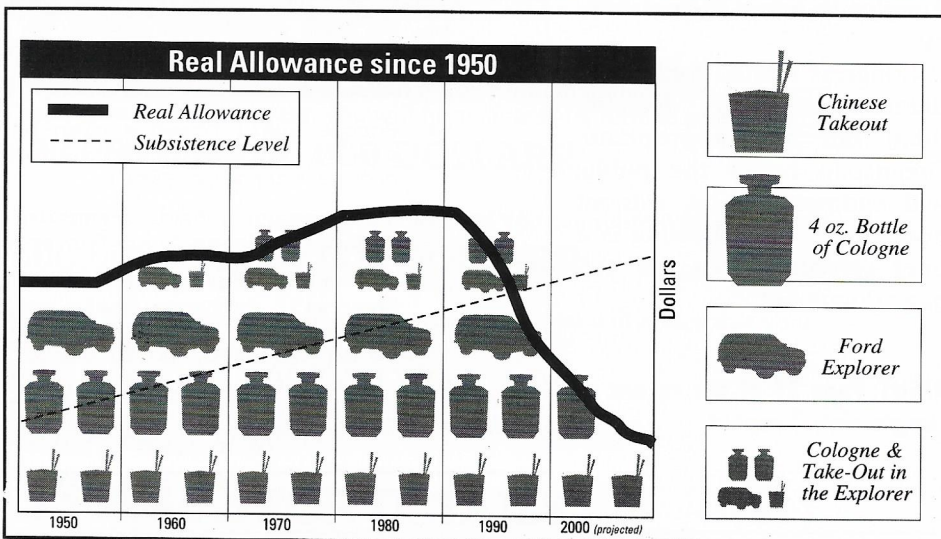 Real Allowance since 1950
Real Allowance
Subsistence Level
Dollars
1950
1960
1970
1980
1990
2000 (projected)
Chinese
Takeout
4 oz. Bottle
of Cologne
Ford
Explorer
Cologne &
Take-Out in
the Explorer